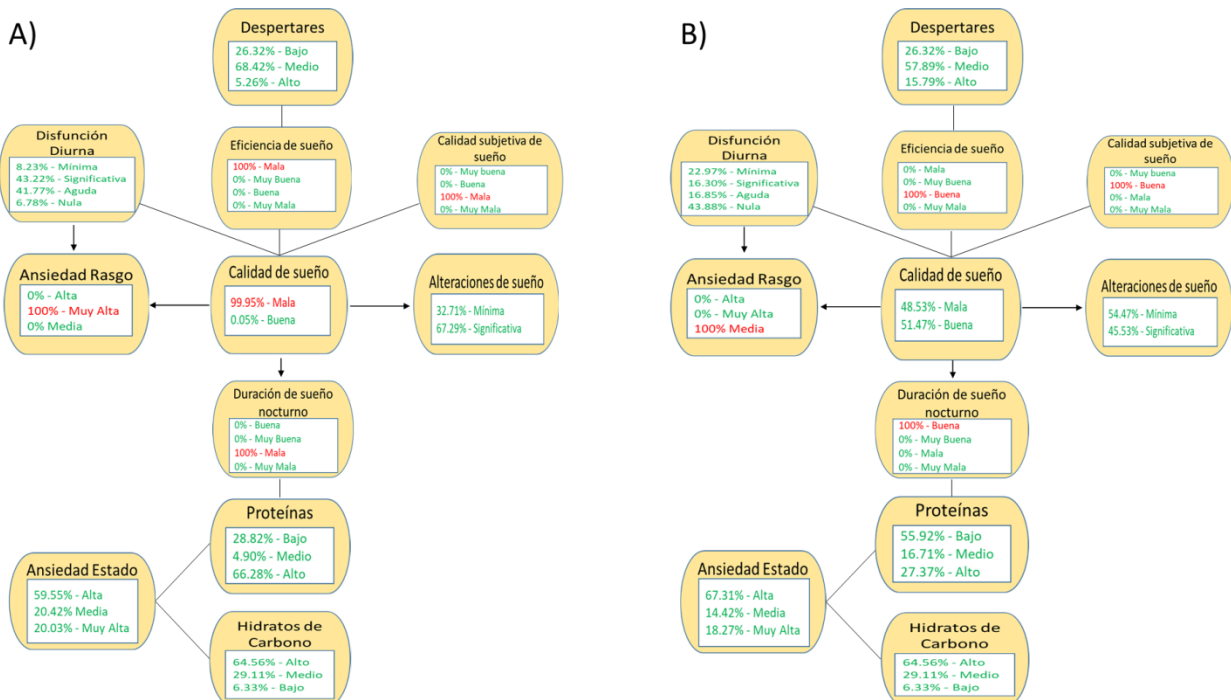 A)
Despertares
26.32% - Bajo
68.42% - Medio
5.26% - Alto
Disfunción
Diurna
8.23% - Mínima
43.22% - Significativa
41.77% - Aguda
6.78% - Nula
Eficiencia de sueño
100% - Mala
0% - Muy Buena
0% - Buena
0% - Muy Mala
Calidad subjetiva de
sueño
0% - Muy buena
0% - Buena
100% - Mala
0% - Muy Mala
Ansiedad Rasgo
0% - Alta
100% - Muy Alta
0% Media
Calidad de sueño
99.95% - Mala
0.05% - Buena
Alteraciones de sueño
32.71% - Mínima
67.29% - Significativa
Duración de sueño
nocturno
0% - Buena
0% - Muy Buena
100% - Mala
0% - Muy Mala
Proteínas
28.82% - Bajo
4.90% - Medio
66.28% - Alto
Ansiedad Estado
59.55% - Alta
20.42% Media
20.03% - Muy Alta
Hidratos de
Carbono
64.56% - Alto
29.11% - Medio
6.33% - Bajo
B)
Despertares
26.32% - Bajo
57.89% - Medio
15.79% - Alto
Disfunción
Diurna
22.97% - Mínima
16.30% - Significativa
16.85% - Aguda
43.88% - Nula
Eficiencia de sueño
0% - Mala
0% - Muy Buena
100% - Buena
0% - Muy Mala
Calidad subjetiva de
sueño
0% - Muy buena
100% - Buena
0% - Mala
0% - Muy Mala
Ansiedad Rasgo
0% - Alta
0% - Muy Alta
100% Media
Calidad de sueño
48.53% - Mala
51.47% - Buena
Alteraciones de sueño
54.47% - Mínima
45.53% - Significativa
Duración de sueño
nocturno
100% - Buena
0% - Muy Buena
0% - Mala
0% - Muy Mala
Proteínas
55.92% - Bajo
16.71% - Medio
27.37% - Alto
Ansiedad Estado
67.31% - Alta
14.42% - Media
18.27% - Muy Alta
Hidratos de
Carbono
64.56% - Alto
29.11% - Medio
6.33% - Bajo